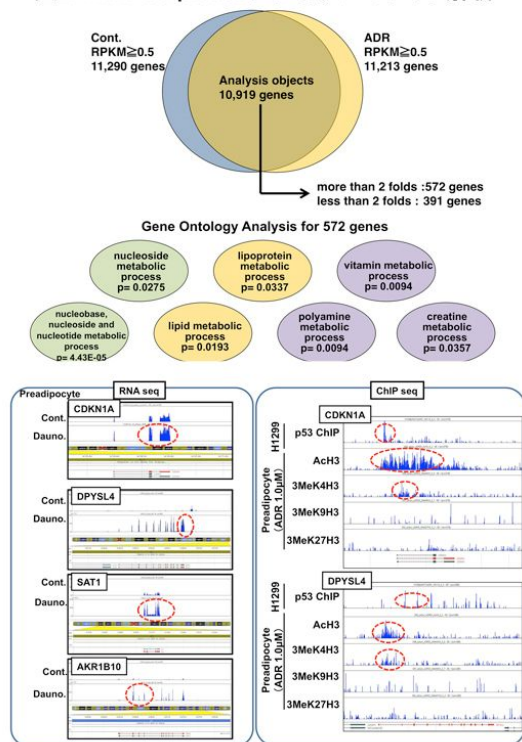 Cont.
RPKM≧0.5
11,290 genes
ADR
RPKM≧0.5
11,213 genes
Analysis objects
10,919 genes
more than 2 folds :572 genes
less than 2 folds : 391 genes
Gene Ontology Analysis for 572 genes
nucleoside
metabolic
process
p= 0.0275
lipoprotein
metabolic
process
p= 0.0337
vitamin metabolic
process
p= 0.0094
nucleobase,
nucleoside and
nucleotide metabolic
process
p= 4.43E-05
lipid metabolic
process
p= 0.0193
polyamine
metabolic
process
p= 0.0094
creatine
metabolic
process
p= 0.0357
Preadipocyte
RNA seq
CDKN1A
Cont.
Dauno.
DPYSL4
Cont.
Dauno.
SAT1
Cont.
Dauno.
AKR1B10
Cont.
Dauno.
ChIP seq
CDKN1A
H1299
p53 ChIP
Preadipocyte
(ADR 1.0μM)
AcH3
3MeK4H3
3MeK9H3
3MeK27H3
DPYSL4
H1299
p53 ChIP
Preadipocyte
(ADR 1.0μM)
AcH3
3MeK4H3
3MeK9H3
3MeK27H3